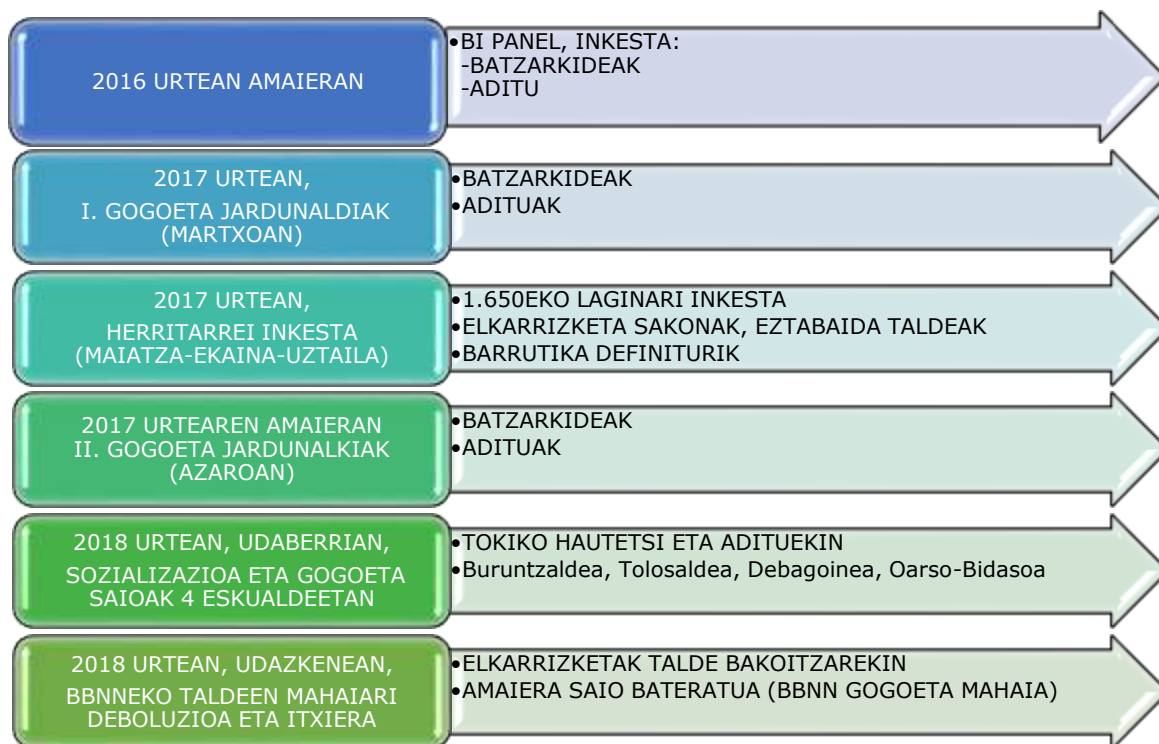 2016 URTEAN AMAIERAN
•BI PANEL, INKESTA:
-BATZARKIDEAK
-ADITU
2017 URTEAN,
I. GOGOETA JARDUNALDIAK
(MARTXOAN)
•BATZARKIDEAK
•ADITUAK
2017 URTEAN,
HERRITARREI INKESTA
(MAIATZA-EKAINA-UZTAILA)
•1.650EKO LAGINARI INKESTA
•ELKARRIZKETA SAKONAK, EZTABAIDA TALDEAK
•BARRUTIKA DEFINITURIK
2017 URTEAREN AMAIERAN
II. GOGOETA JARDUNALKIAK
(AZAROAN)
•BATZARKIDEAK
•ADITUAK
2018 URTEAN, UDABERRIAN,
SOZIALIZAZIOA ETA GOGOETA
SAIOAK 4 ESKUALDEETAN
•TOKIKO HAUTETSI ETA ADITUEKIN
•Buruntzaldea, Tolosaldea, Debagoinea, Oarso-Bidasoa
2018 URTEAN, UDAZKENEAN,
BBNNEKO TALDEEN MAHAIARI
DEBOLUZIOA ETA ITXIERA
•ELKARRIZKETAK TALDE BAKOITZAREKIN
•AMAIERA SAIO BATERATUA (BBNN GOGOETA MAHAIA)